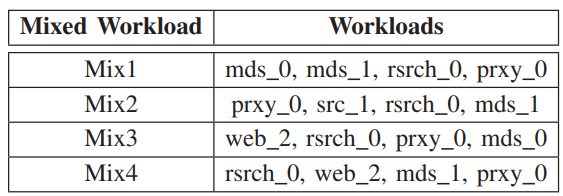 Mixed Workload Workloads
Mix1 mds_0, mds_1, rsrch_0, prxy_0
Mix2 prxy_0, src_1, rsrch_0, mds_1
Mix3 web_2, rsrch_0, prxy_0, mds_0
Mix4 rsrch_0, web_2, mds_1, prxy_0